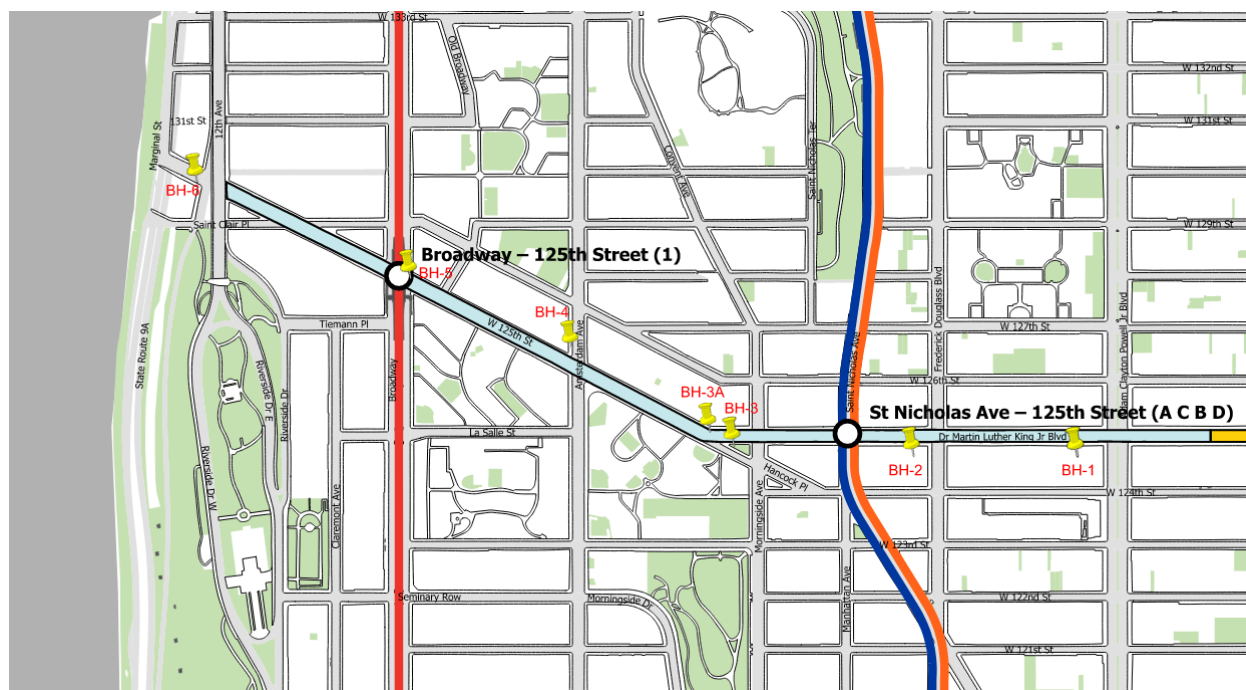 W 133rd St
Old Broadway
W 132nd St
131st St
12th Ave
W 131st St
Marginal St
Convent Ave
Saint Nicholas Ter
BH-6
Saint Clair Pl
W 129th St
Broadway – 125th Street (1)
BH-5
State Route 9A
Frederick Douglass Blvd
Adam Clayton Powell Jr Blvd
BH-4
Tiemann Pl
W 125th St
W 127th St
Amsterdam Ave
Broadway
Riverside Dr E
Riverside Dr
Saint Nicholas Ave
W 126th St
BH-3A
BH-3
St Nicholas Ave – 125th Street (A C B D)
La Salle St
Dr Martin Luther King Jr Blvd
BH-2
BH-1
Riverside Dr W
Hancock Pl
W 124th St
Claremont Ave
Morningside Ave
W 123rd St
Manhattan Ave
Seminary Row
Morningside Dr
W 122nd St
W 121st St